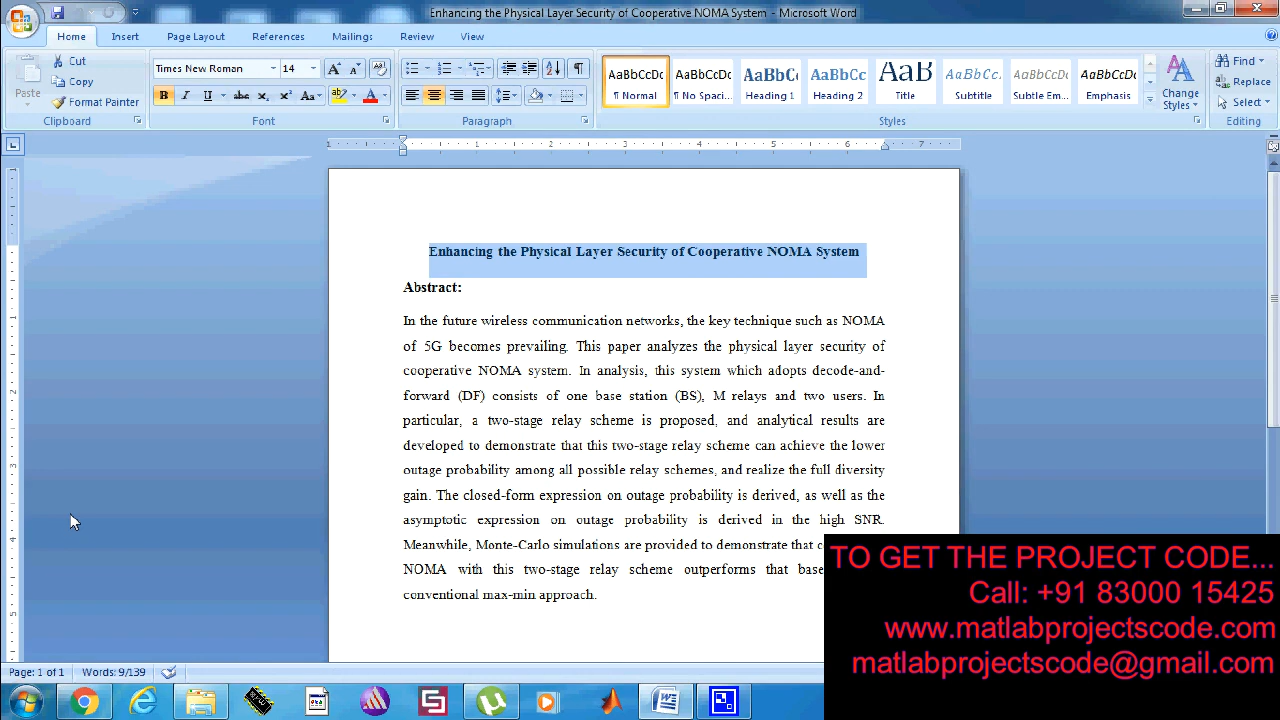 Enhancing the Physical Layer Security of Cooperative NOMA System - Microsoft Word
Home Insert Page Layout References Mailings Review View
Cut
Copy
Format Painter
Paste
Clipboard
Times New Roman 14
Font
Paragraph
AaBbCcDc AaBbCcDc AaBbC AaBbCc AaB AaBbCc. AaBbCcDc AaBbCcDc
¶ Normal ¶ No Spaci... Heading 1 Heading 2 Title Subtitle Subtle Em... Emphasis
Change
Styles
Styles
Find
Replace
Select
Editing
1 1 2 3 4 5 6 7
Enhancing the Physical Layer Security of Cooperative NOMA System
Abstract:
In the future wireless communication networks, the key technique such as NOMA
of 5G becomes prevailing. This paper analyzes the physical layer security of
cooperative NOMA system. In analysis, this system which adopts decode-and-
forward (DF) consists of one base station (BS), M relays and two users. In
particular, a two-stage relay scheme is proposed, and analytical results are
developed to demonstrate that this two-stage relay scheme can achieve the lower
outage probability among all possible relay schemes, and realize the full diversity
gain. The closed-form expression on outage probability is derived, as well as the
asymptotic expression on outage probability is derived in the high SNR.
Meanwhile, Monte-Carlo simulations are provided to demonstrate that c
NOMA with this two-stage relay scheme outperforms that base
conventional max-min approach.
TO GET THE PROJECT CODE...
Call: +91 83000 15425
www.matlabprojectscode.com
matlabprojectscode@gmail.com
Page: 1 of 1 Words: 9/139